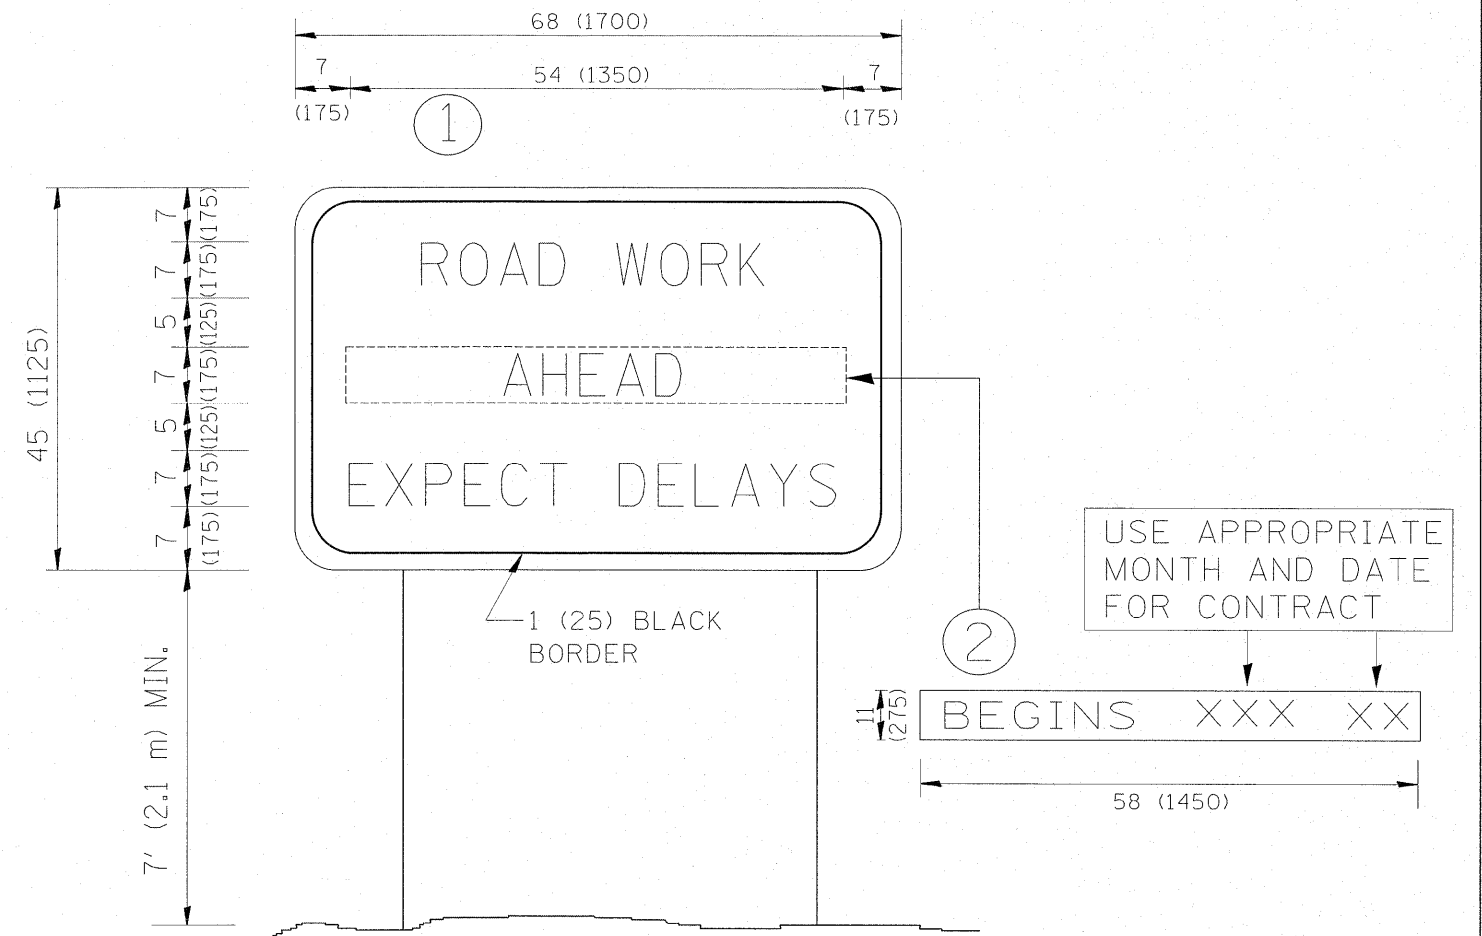 68 (1700)
7 54 (1350) 7
(175) (175)
1
7 (175)
7 (175)
5 (125)
7 (175)
5 (125)
7 (175)
7 (175)
45 (1125)
ROAD WORK
AHEAD
EXPECT DELAYS
1 (25) BLACK
BORDER
7' (2.1 m) MIN.
2
USE APPROPRIATE
MONTH AND DATE
FOR CONTRACT
11
(275)
BEGINS XXX XX
58 (1450)